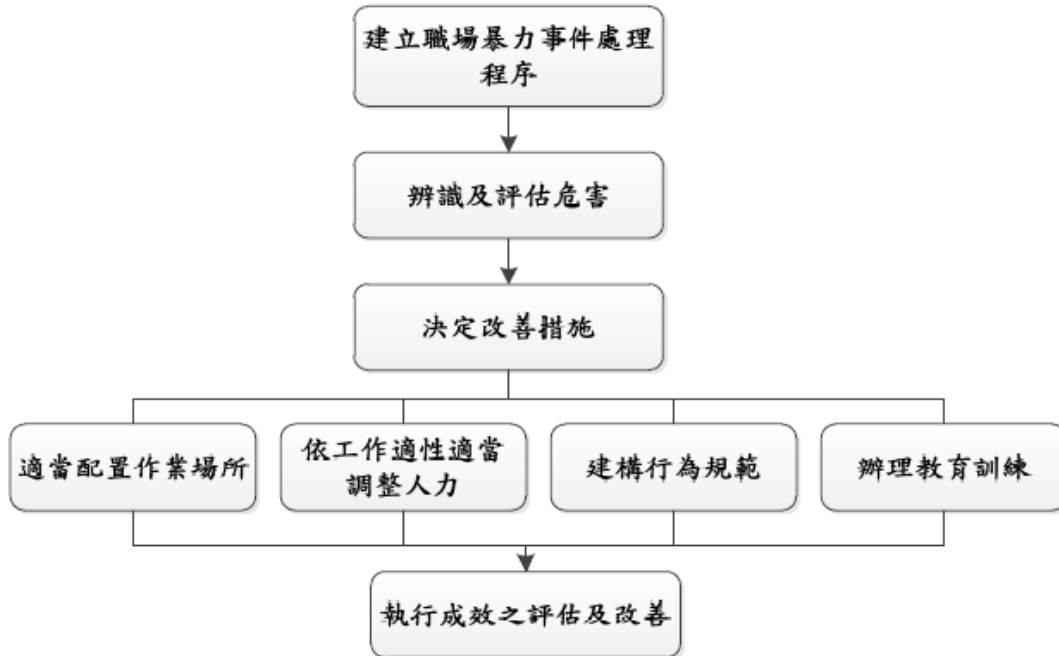 建立職場暴力事件處理
程序
辨識及評估危害
決定改善措施
適當配置作業場所
依工作適性適當
調整人力
建構行為規範
辦理教育訓練
執行成效之評估及改善